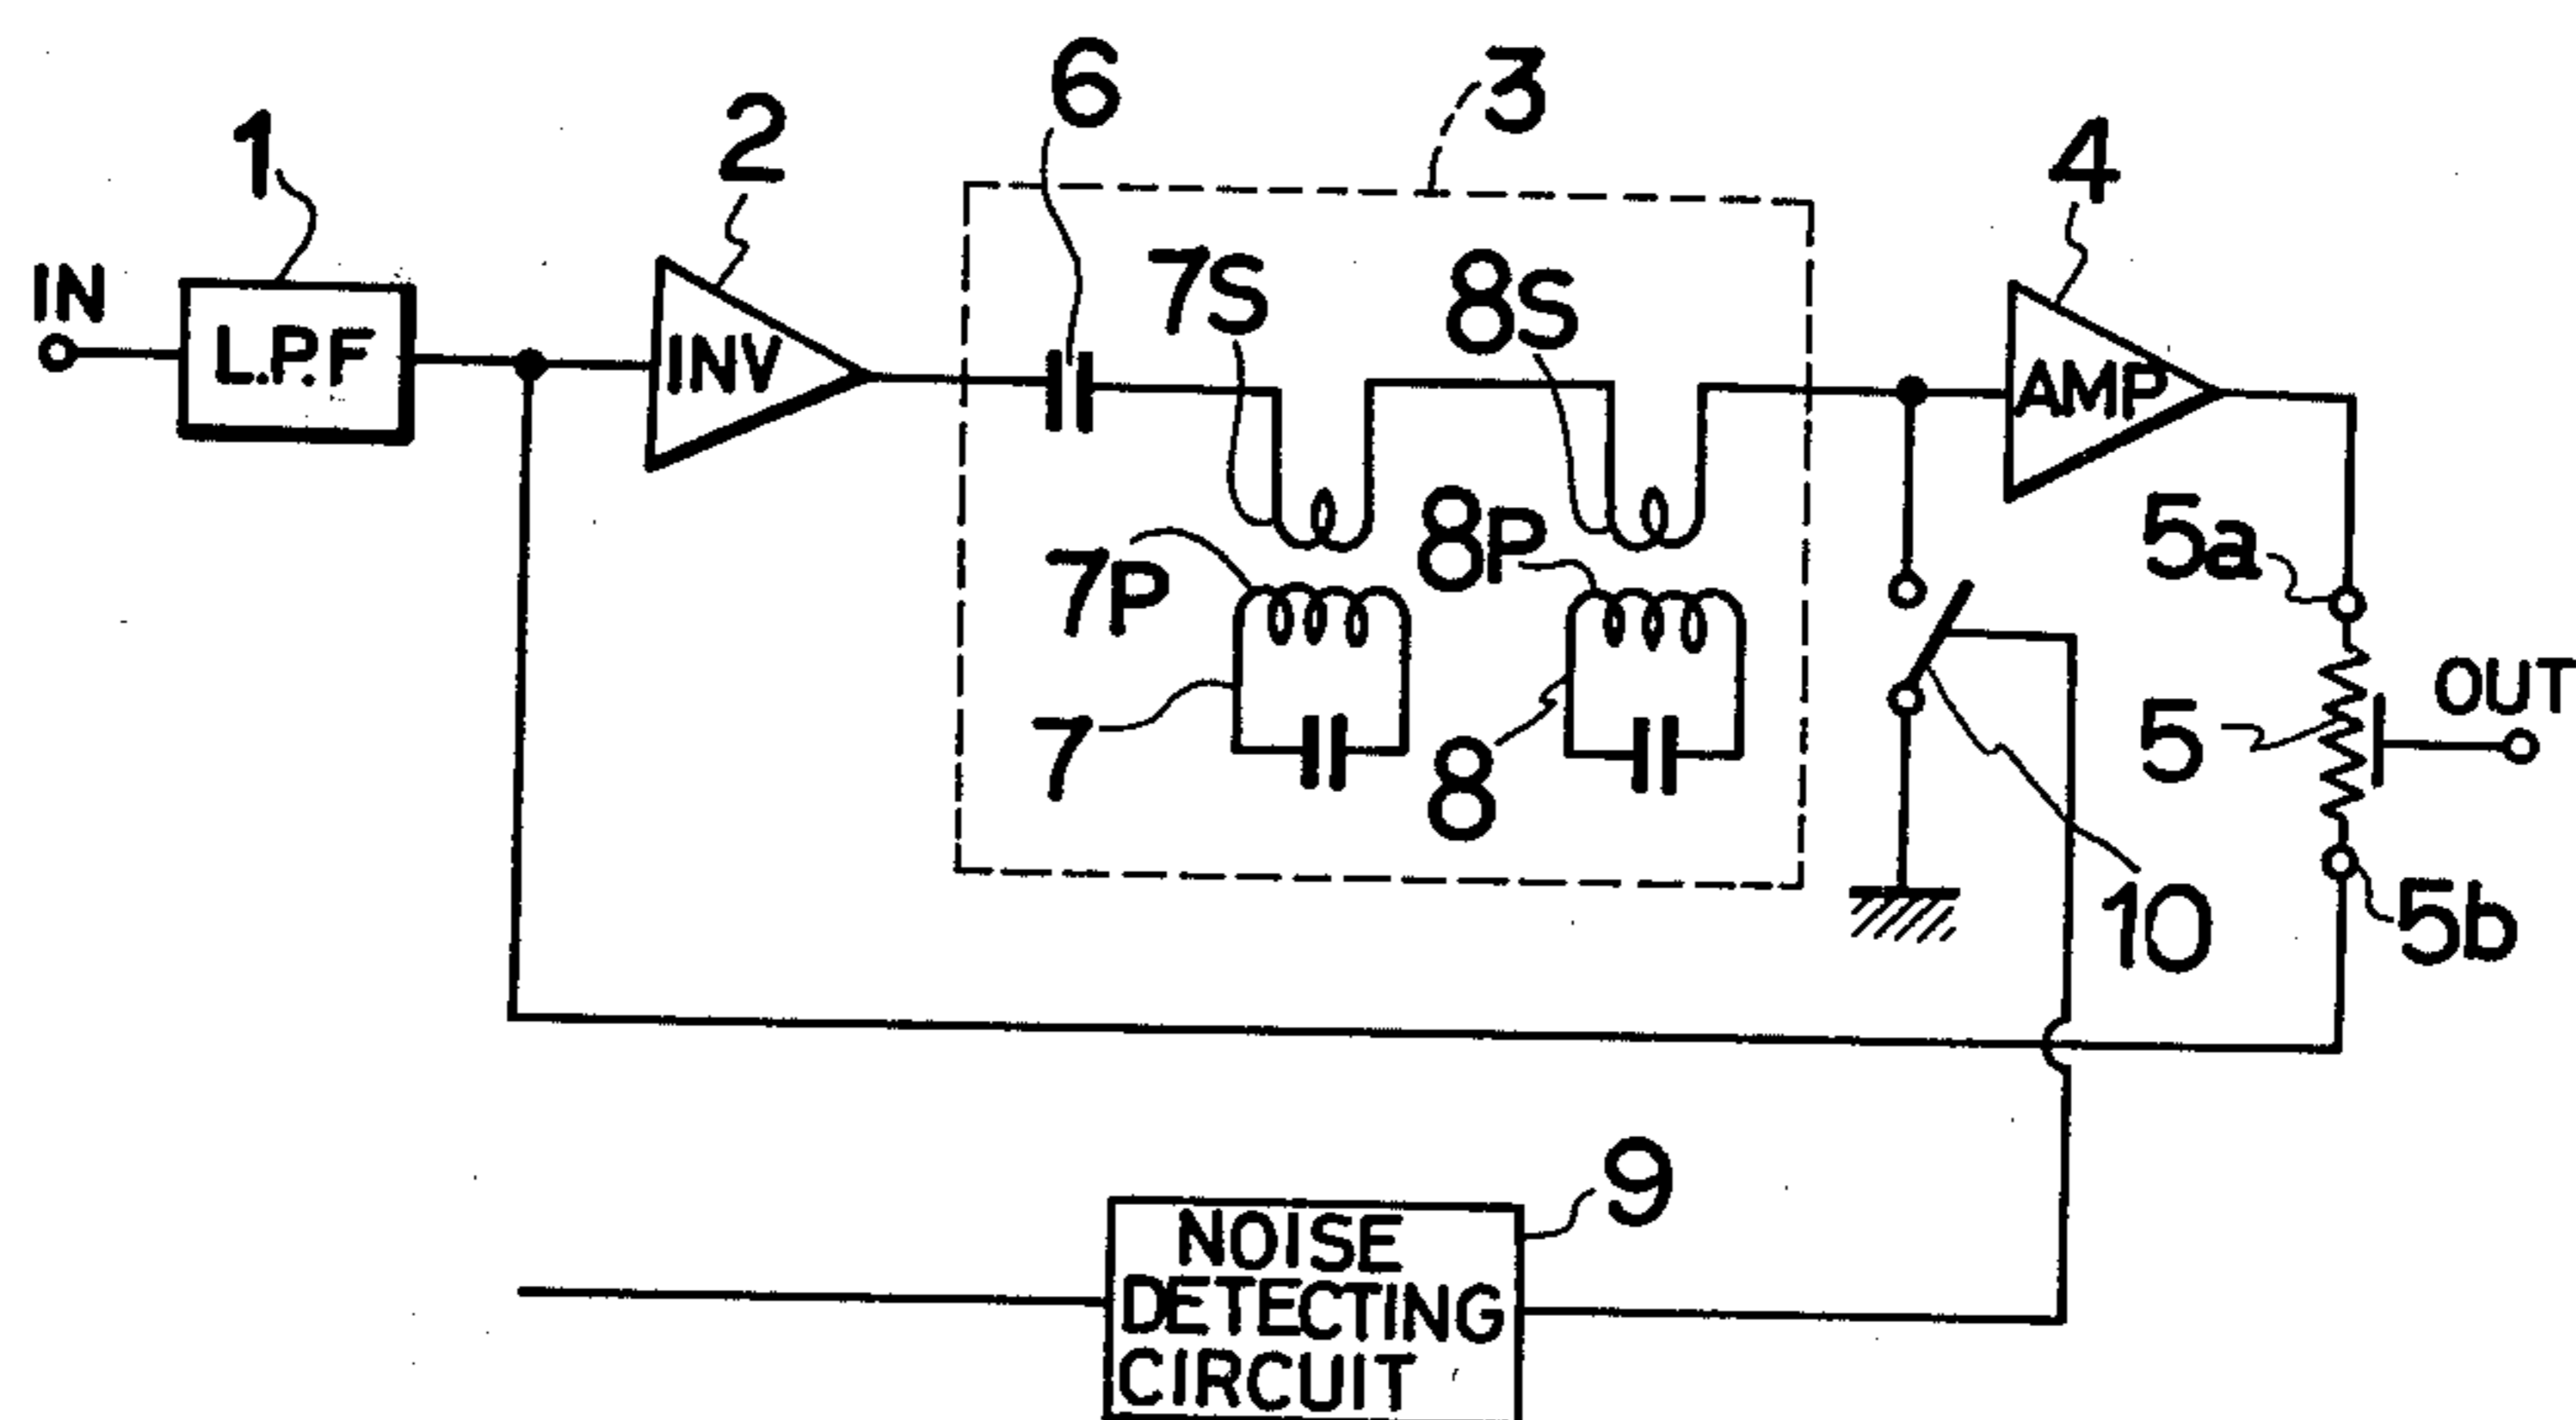 1
2
6
3
4
IN
L.P.F
INV
7S
8S
AMP
7P
8P
5a
7
8
5
OUT
10
5b
9
NOISE
DETECTING
CIRCUIT